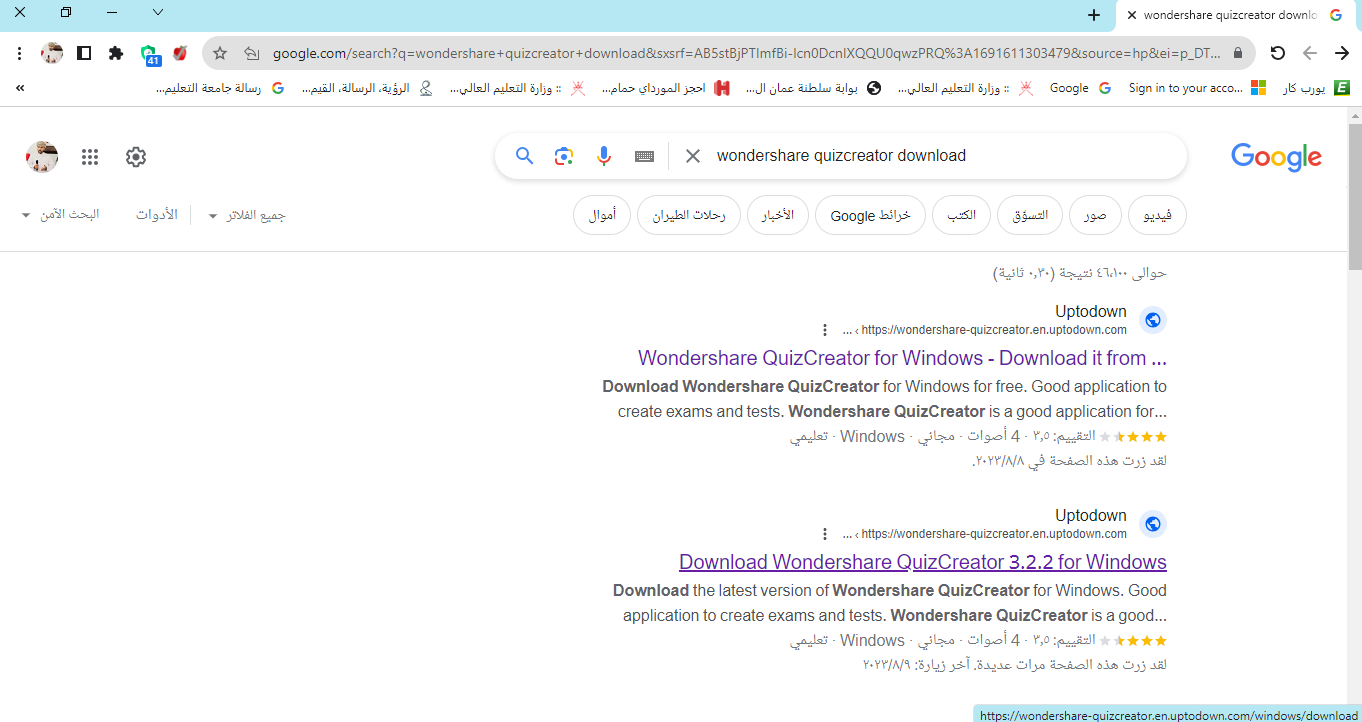 wondershare quizcreator downlo
google.com/search?q=wondershare+quizcreator+download&sxsrf=AB5stBjPTlmfBi-Icn0DcnlXQQU0qwzPRQ%3A1691611303479&source=hp&ei=p_DT...
41
يورب كار
Sign in to your acco...
Google
:: وزارة التعليم العالي...
بوابة سلطنة عمان ال...
احجز المورداي حمام...
:: وزارة التعليم العالي...
الرؤية، الرسالة، القيم...
رسالة جامعة التعليم...
»
Google
wondershare quizcreator download
فيديو
صور
التسوّق
الكتب
خرائط Google
الأخبار
رحلات الطيران
أموال
جميع الفلاتر
الأدوات
البحث الآمن
حوالى ٤٦،١٠٠ نتيجة (٠,٣٠ ثانية)
Uptodown
https://wondershare-quizcreator.en.uptodown.com › ...
Wondershare QuizCreator for Windows - Download it from ...
Download Wondershare QuizCreator for Windows for free. Good application to
create exams and tests. Wondershare QuizCreator is a good application for...
التقييم: ٣,٥ · 4 أصوات · مجاني · Windows · تعليمي
لقد زرت هذه الصفحة في ٢٠٢٣/٨/٨.
Uptodown
https://wondershare-quizcreator.en.uptodown.com › ...
Download Wondershare QuizCreator 3.2.2 for Windows
Download the latest version of Wondershare QuizCreator for Windows. Good
application to create exams and tests. Wondershare QuizCreator is a good...
التقييم: ٣,٥ · 4 أصوات · مجاني · Windows · تعليمي
لقد زرت هذه الصفحة مرات عديدة. آخر زيارة: ٢٠٢٣/٨/٩
https://wondershare-quizcreator.en.uptodown.com/windows/download